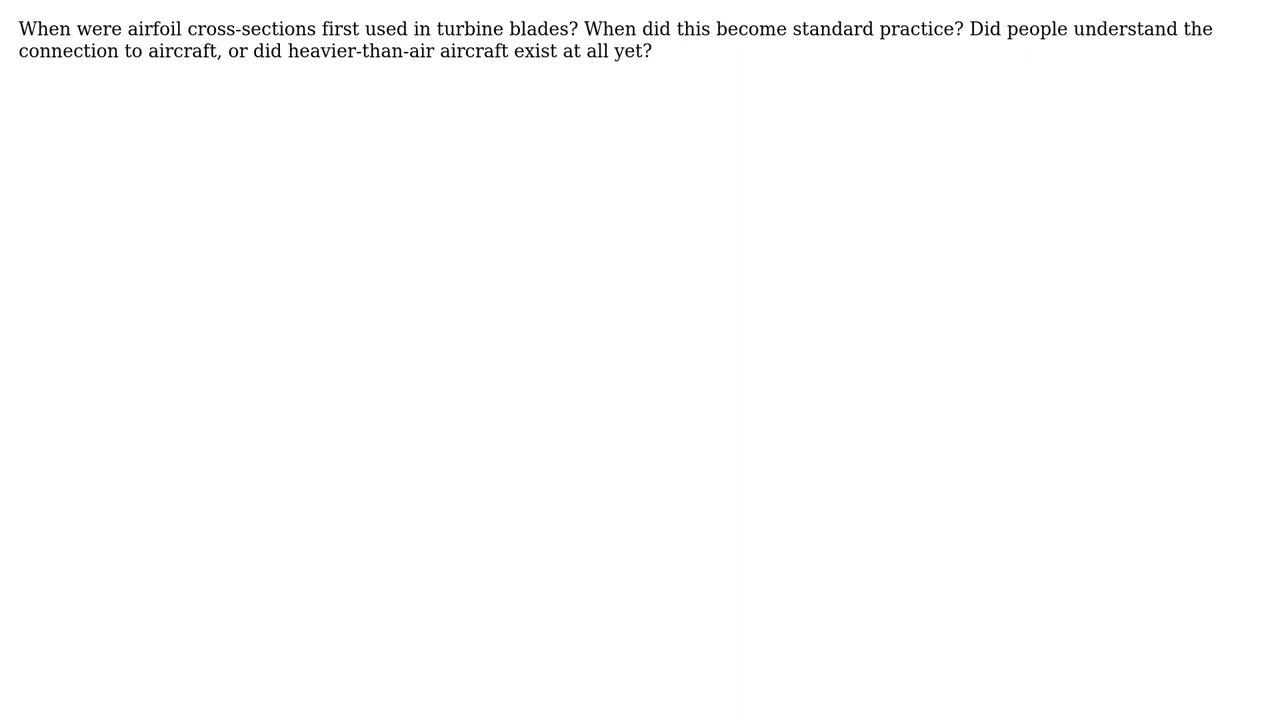 When were airfoil cross-sections first used in turbine blades? When did this become standard practice? Did people understand the
connection to aircraft, or did heavier-than-air aircraft exist at all yet?